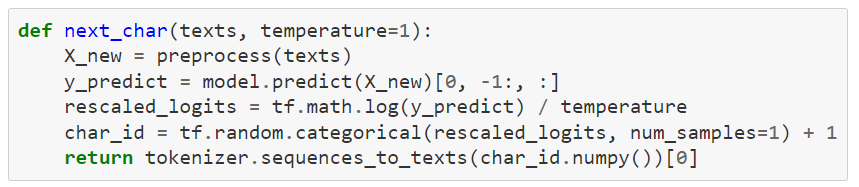 def next_char(texts, temperature=1):
    X_new = preprocess(texts)
    y_predict = model.predict(X_new)[0, -1:, :]
    rescaled_logits = tf.math.log(y_predict) / temperature
    char_id = tf.random.categorical(rescaled_logits, num_samples=1) + 1
    return tokenizer.sequences_to_texts(char_id.numpy())[0]